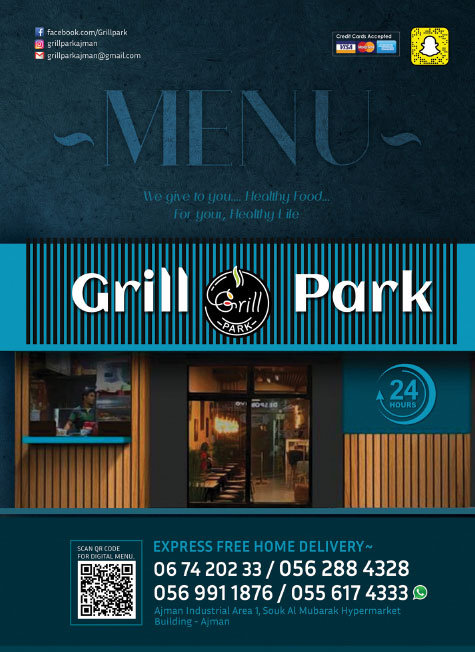 facebook.com/Grillpark
grillparkajman
grillparkajman@gmail.com
Credit Cards Accepted
VISA
~MENU~
We give to you.... Healthy Food...
For your, Healthy Life
Grill Park
Grill
PARK
24
HOURS
SCAN QR CODE
FOR DIGITAL MENU.
EXPRESS FREE HOME DELIVERY~
06 74 202 33 / 056 288 4328
056 991 1876 / 055 617 4333
Ajman Industrial Area 1, Souk Al Mubarak Hypermarket
Building - Ajman